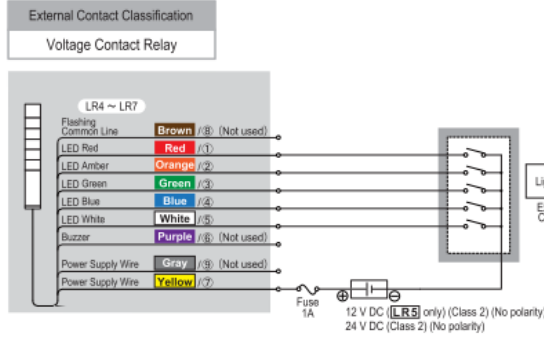 External Contact Classification
Voltage Contact Relay
LR4 ~ LR7
Flashing
Common Line Brown /⑧ (Not used)
LED Red Red /①
LED Amber Orange /②
LED Green Green /③
LED Blue Blue /④
LED White White /⑤
Buzzer Purple /⑥ (Not used)
Power Supply Wire Gray /⑨ (Not used)
Power Supply Wire Yellow /⑦
Fuse
1A
⊕ ⊖
12 V DC (LR5 only) (Class 2) (No polarity)
24 V DC (Class 2) (No polarity)